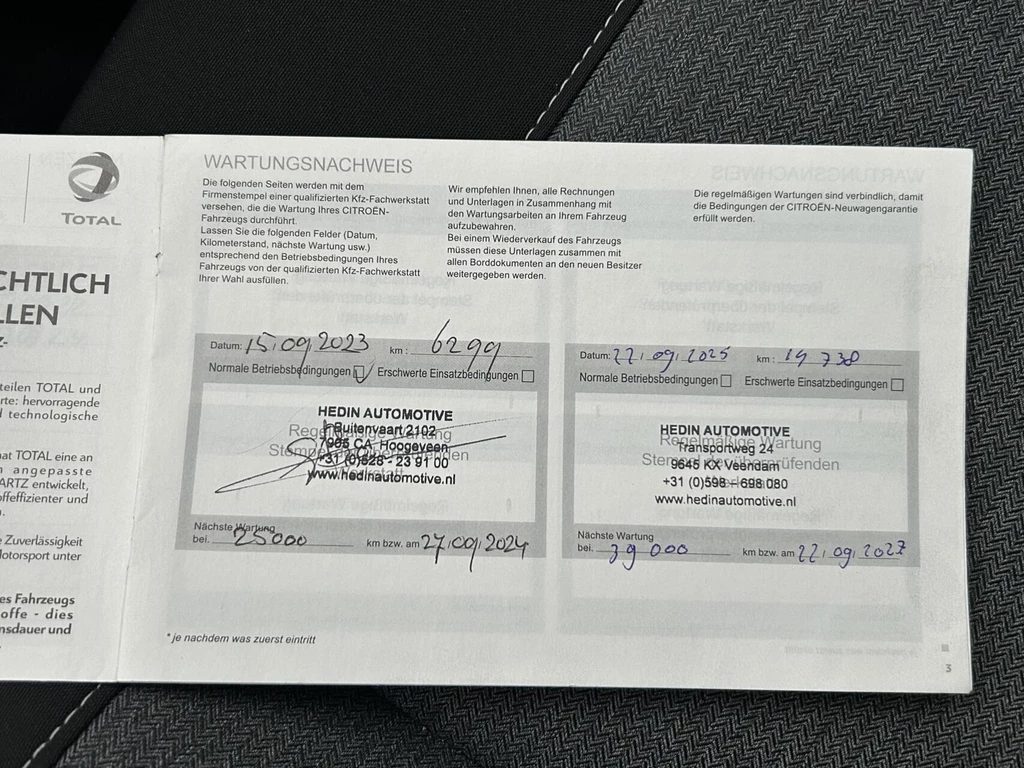 TOTAL
CHTLICH
LLEN
Z-
teilen TOTAL und
rte: hervorragende
d technologische
hat TOTAL eine an
n angepasste
ARTZ entwickelt,
offeffizienter und
n.
e Zuverlässigkeit
Motorsport unter
es Fahrzeugs
offe - dies
nsdauer und
WARTUNGSNACHWEIS
Die folgenden Seiten werden mit dem
Firmenstempel einer qualifizierten Kfz-Fachwerkstatt
versehen, die die Wartung Ihres CITROËN-
Fahrzeugs durchführt.
Lassen Sie die folgenden Felder (Datum,
Kilometerstand, nächste Wartung usw.)
entsprechend den Betriebsbedingungen Ihres
Fahrzeugs von der qualifizierten Kfz-Fachwerkstatt
Ihrer Wahl ausfüllen.
Wir empfehlen Ihnen, alle Rechnungen
und Unterlagen in Zusammenhang mit
den Wartungsarbeiten an Ihrem Fahrzeug
aufzubewahren.
Bei einem Wiederverkauf des Fahrzeugs
müssen diese Unterlagen zusammen mit
allen Borddokumenten an den neuen Besitzer
weitergegeben werden.
Die regelmäßigen Wartungen sind verbindlich, damit
die Bedingungen der CITROËN-Neuwagengarantie
erfüllt werden.
Datum: 15/09/2023 km : 6299
Normale Betriebsbedingungen Erschwerte Einsatzbedingungen
HEDIN AUTOMOTIVE
Buitenvaart 2102
Regelmäßige Wartung
7905 CA Hoogeveen
+31 (0)528 - 23 91 00
www.hedinautomotive.nl
Nächste Wartung
bei. 25000 km bzw. am 27/09/2024
Datum: 22/09/2025 km : 19 738
Normale Betriebsbedingungen Erschwerte Einsatzbedingungen
HEDIN AUTOMOTIVE
Regelmäßige Wartung
Transportweg 24
Stempel des überprüfenden
9645 KX Veendam
+31 (0)598 - 698 080
www.hedinautomotive.nl
Nächste Wartung
bei. 39 000 km bzw. am 22/09/2027
*je nachdem was zuerst eintritt
3